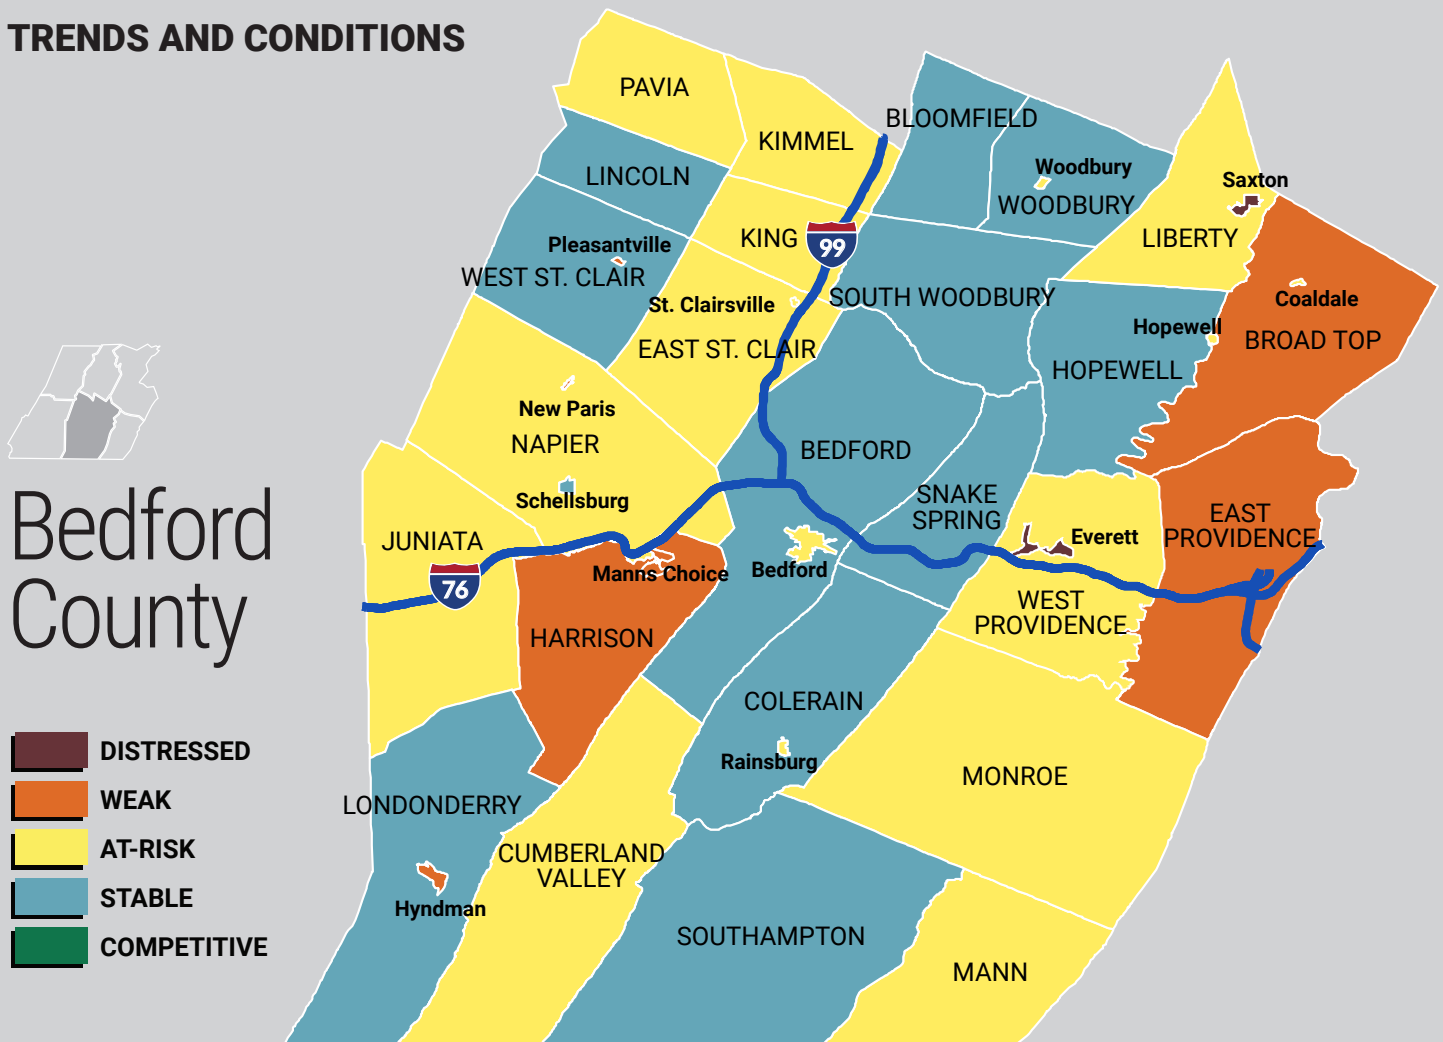 TRENDS AND CONDITIONS
PAVIA
KIMMEL
BLOOMFIELD
Woodbury
WOODBURY
Saxton
LIBERTY
LINCOLN
KING
99
Pleasantville
WEST ST. CLAIR
St. Clairsville
SOUTH WOODBURY
EAST ST. CLAIR
Hopewell
HOPEWELL
Coaldale
BROAD TOP
New Paris
NAPIER
Schellsburg
BEDFORD
SNAKE
SPRING
Everett
EAST
PROVIDENCE
Bedford
County
JUNIATA
76
Manns Choice
Bedford
WEST
PROVIDENCE
HARRISON
COLERAIN
Rainsburg
MONROE
LONDONDERRY
CUMBERLAND
VALLEY
Hyndman
SOUTHAMPTON
MANN
DISTRESSED
WEAK
AT-RISK
STABLE
COMPETITIVE